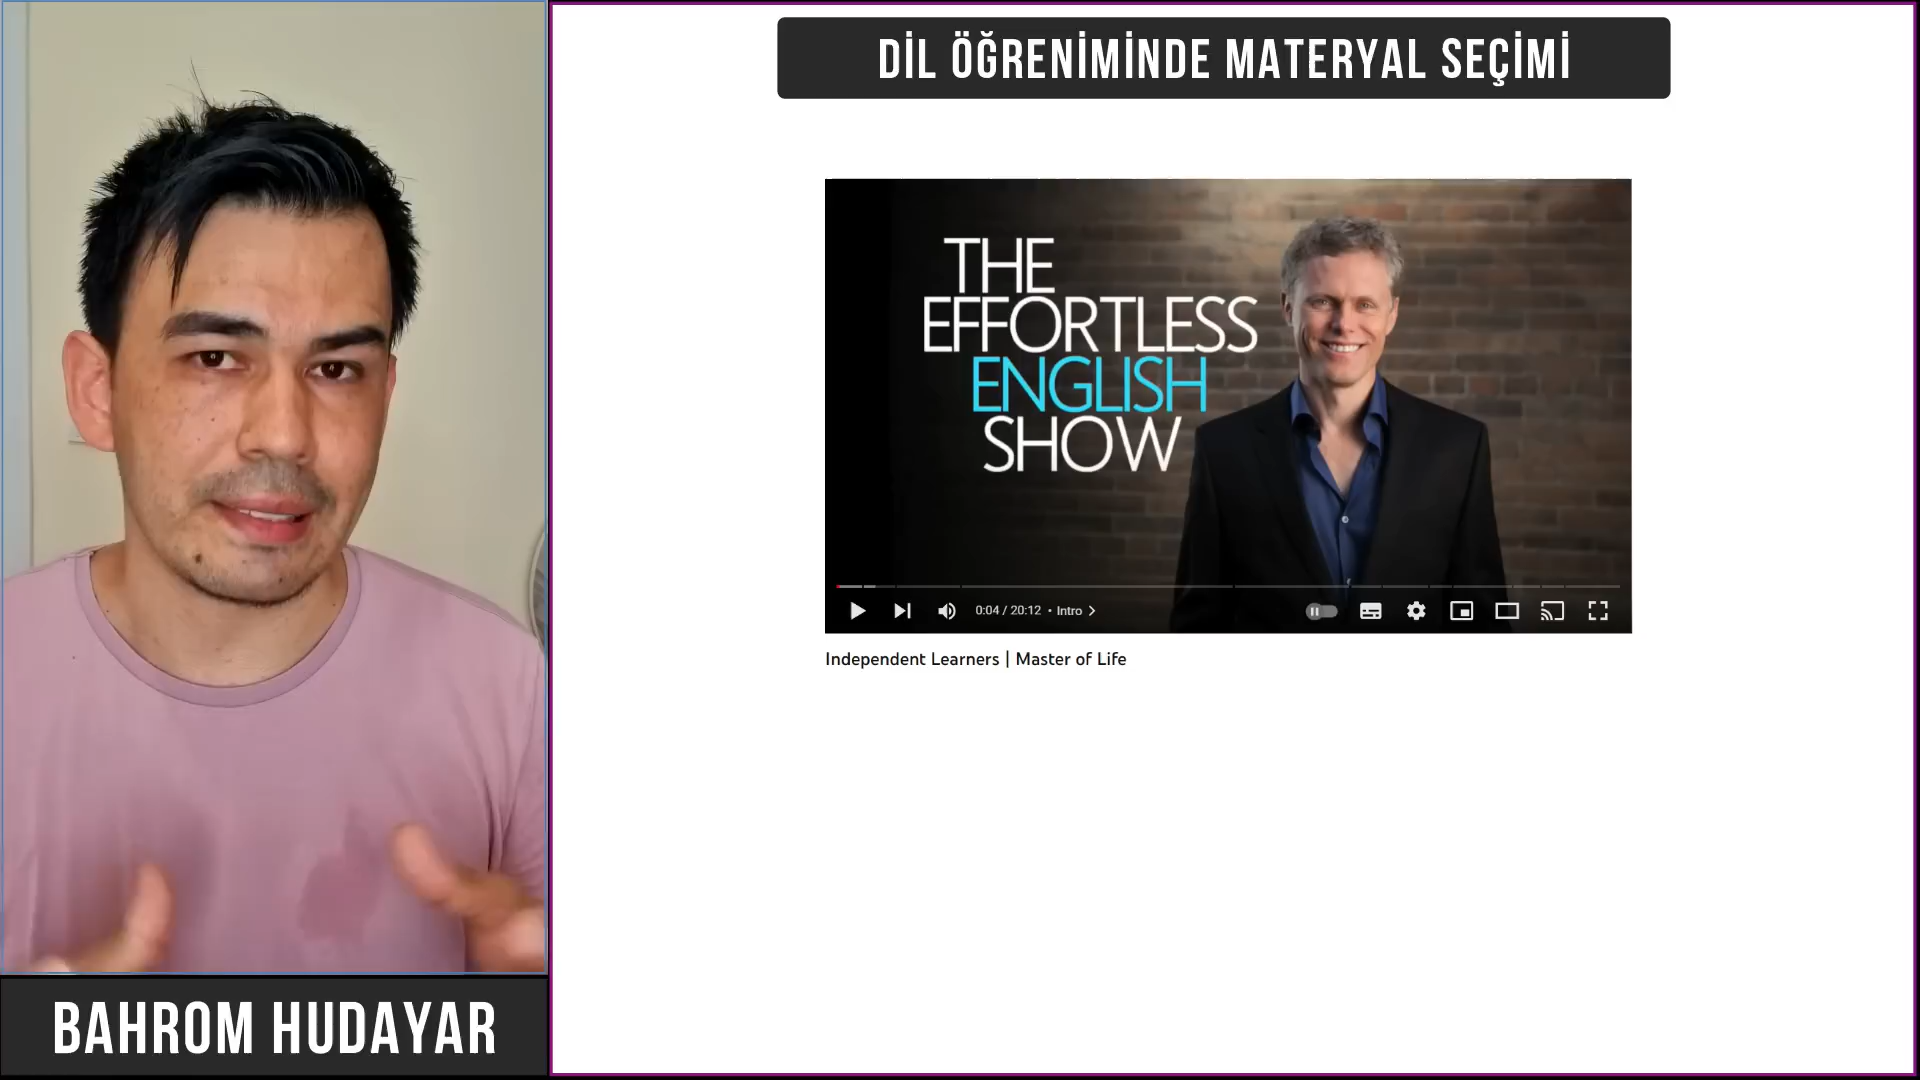 DİL ÖĞRENİMİNDE MATERYAL SEÇİMİ
THE
EFFORTLESS
ENGLISH
SHOW
0:04 / 20:12 • Intro
Independent Learners | Master of Life
BAHROM HUDAYAR